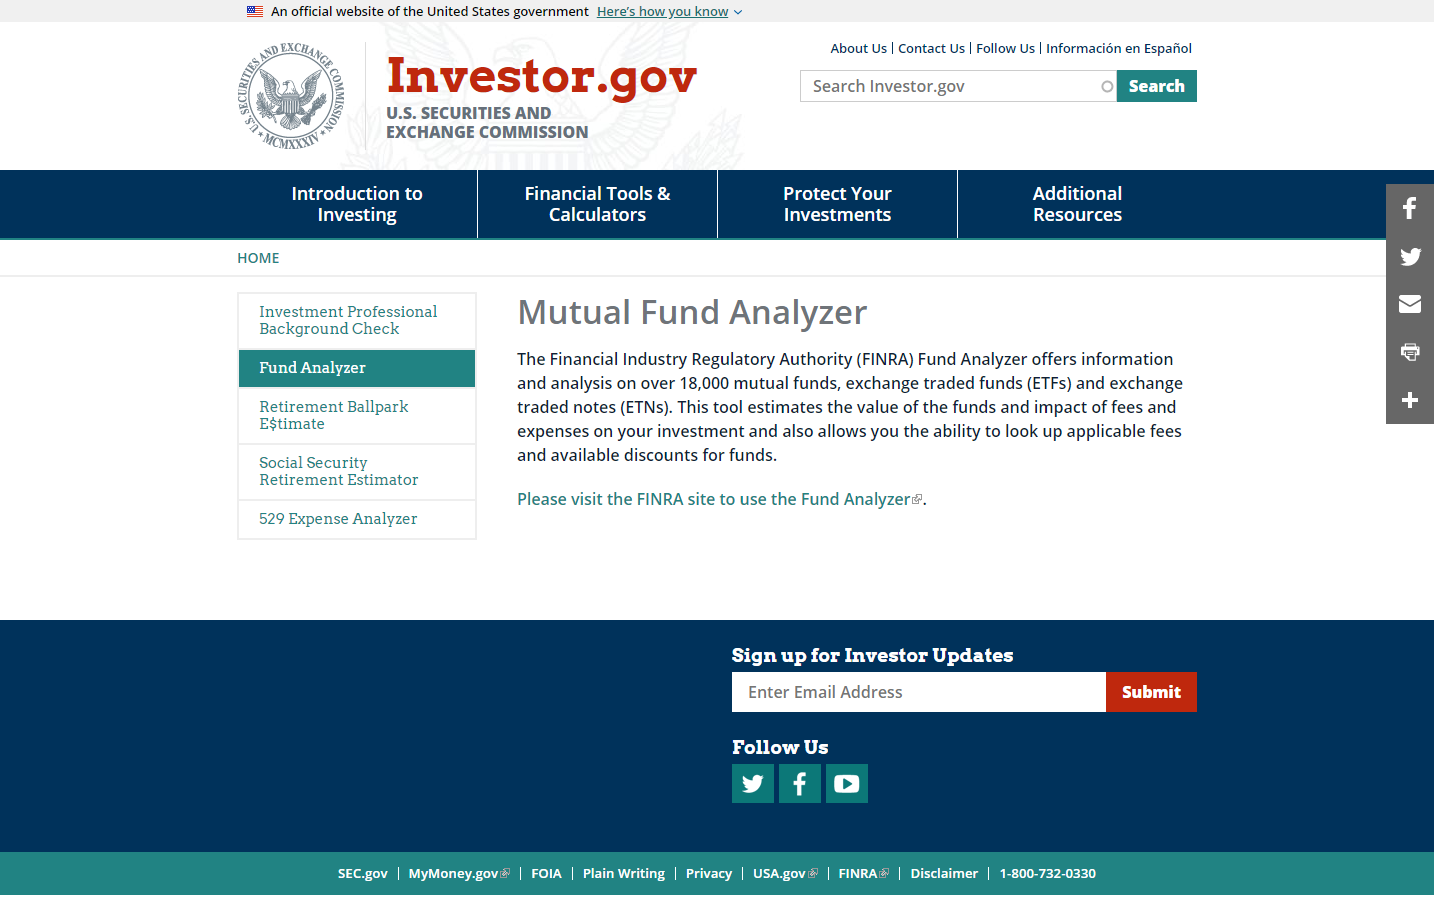 An official website of the United States government Here's how you know
SECURITIES AND EXCHANGE COMMISSION
U.S.
MCMXXXIV
Investor.gov
U.S. SECURITIES AND
EXCHANGE COMMISSION
About Us | Contact Us | Follow Us | Información en Español
Search Investor.gov
Search
Introduction to
Investing
Financial Tools &
Calculators
Protect Your
Investments
Additional
Resources
HOME
Investment Professional
Background Check
Fund Analyzer
Retirement Ballpark
E$timate
Social Security
Retirement Estimator
529 Expense Analyzer
Mutual Fund Analyzer
The Financial Industry Regulatory Authority (FINRA) Fund Analyzer offers information
and analysis on over 18,000 mutual funds, exchange traded funds (ETFs) and exchange
traded notes (ETNs). This tool estimates the value of the funds and impact of fees and
expenses on your investment and also allows you the ability to look up applicable fees
and available discounts for funds.
Please visit the FINRA site to use the Fund Analyzer.
Sign up for Investor Updates
Enter Email Address
Submit
Follow Us
SEC.gov | MyMoney.gov | FOIA | Plain Writing | Privacy | USA.gov | FINRA | Disclaimer | 1-800-732-0330